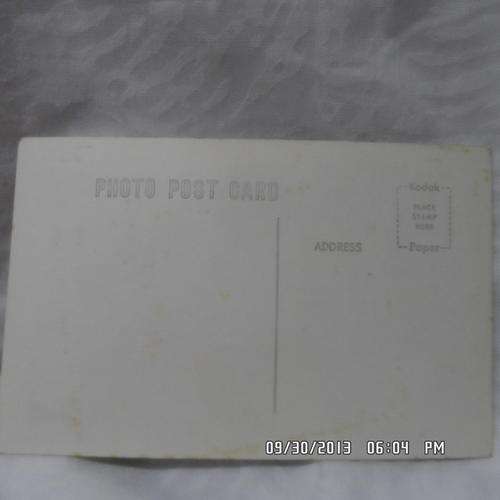 PHOTO POST CARD
Kodak
PLACE
STAMP
HERE
Paper
ADDRESS
09/30/2013 06:04 PM